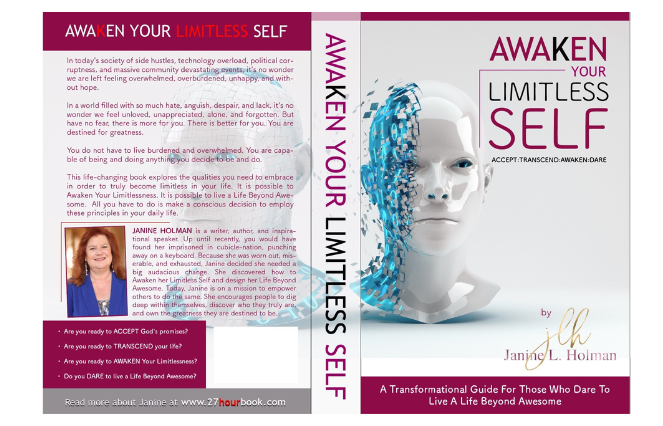 AWAKEN YOUR LIMITLESS SELF
In today's society of side hustles, technology overload, political cor-
ruptness, and massive community devastating events, it's no wonder
we are left feeling overwhelmed, overburdened, unhappy, and with-
out hope.
In a world filled with so much hate, anguish, despair, and lack, it's no
wonder we feel unloved, unappreciated, alone, and forgotten. But
have no fear, there is more for you. There is better for you. You are
destined for greatness.
You do not have to live burdened and overwhelmed. You are capa-
ble of being and doing anything you decide to be and do.
This life-changing book explores the qualities you need to embrace
in order to truly become limitless in your life. It is possible to
Awaken Your Limitlessness. It is possible to live a Life Beyond Awe-
some. All you have to do is make a conscious decision to employ
these principles in your daily life.
JANINE HOLMAN is a writer, author, and inspira-
tional speaker. Up until recently, you would have
found her imprisoned in cubicle-nation, punching
away on a keyboard. Because she was worn out, mis-
erable, and exhausted, Janine decided she needed a
big audacious change. She discovered how to
Awaken her Limitless Self and design her Life Beyond
Awesome. Today, Janine is on a mission to empower
others to do the same. She encourages people to dig
deep within themselves, discover who they truly are,
and own the greatness they are destined to be.
• Are you ready to ACCEPT God's promises?
• Are you ready to TRANSCEND your life?
• Are you ready to AWAKEN Your Limitlessness?
• Do you DARE to live a Life Beyond Awesome?
Read more about Janine at www.27hourbook.com
AWAKEN YOUR LIMITLESS SELF
AWAKEN
YOUR
LIMITLESS
SELF
ACCEPT:TRANSCEND:AWAKEN:DARE
by
jlh
Janine L. Holman
A Transformational Guide For Those Who Dare To
Live A Life Beyond Awesome